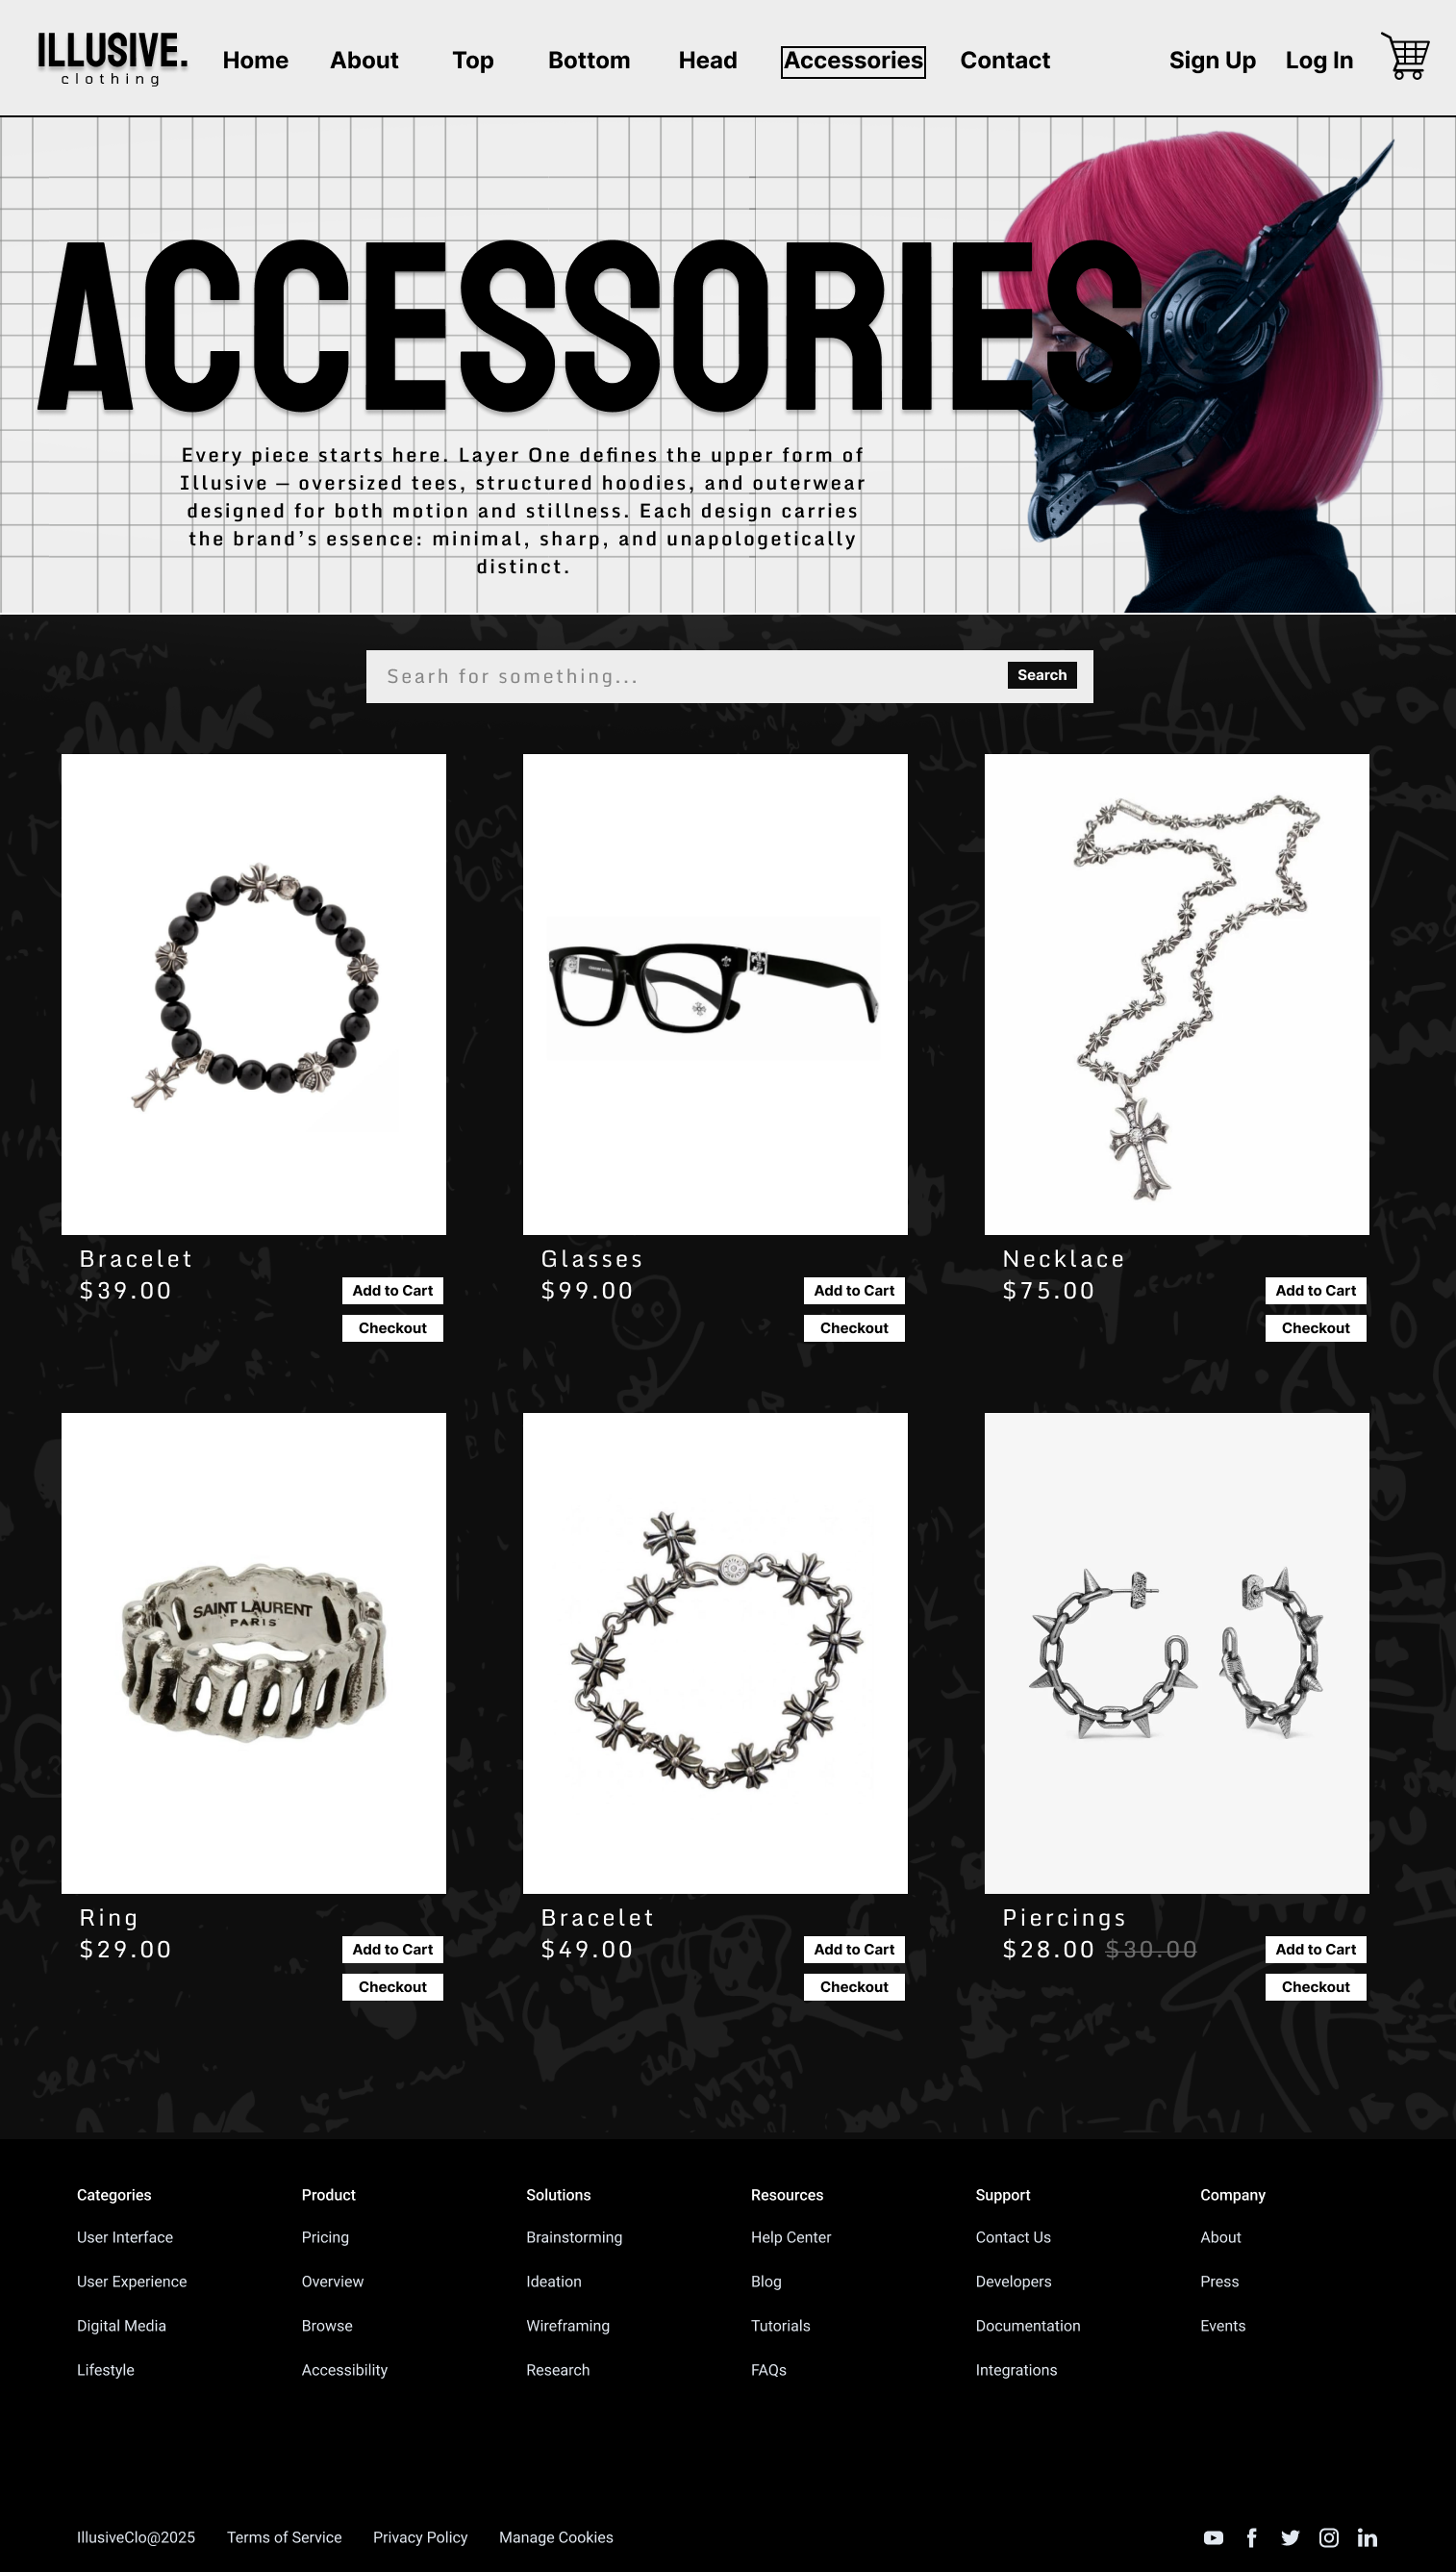 ILLUSIVE.
clothing
Home About Top Bottom Head Accessories Contact Sign Up Log In
ACCESSORIES
Every piece starts here. Layer One defines the upper form of
Illusive — oversized tees, structured hoodies, and outerwear
designed for both motion and stillness. Each design carries
the brand’s essence: minimal, sharp, and unapologetically
distinct.
Searh for something... Search
Bracelet
$39.00
Add to Cart
Checkout
Glasses
$99.00
Add to Cart
Checkout
Necklace
$75.00
Add to Cart
Checkout
SAINT LAURENT
PARIS
Ring
$29.00
Add to Cart
Checkout
Bracelet
$49.00
Add to Cart
Checkout
Piercings
$28.00 $30.00
Add to Cart
Checkout
Categories
User Interface
User Experience
Digital Media
Lifestyle
Product
Pricing
Overview
Browse
Accessibility
Solutions
Brainstorming
Ideation
Wireframing
Research
Resources
Help Center
Blog
Tutorials
FAQs
Support
Contact Us
Developers
Documentation
Integrations
Company
About
Press
Events
IllusiveClo@2025 Terms of Service Privacy Policy Manage Cookies